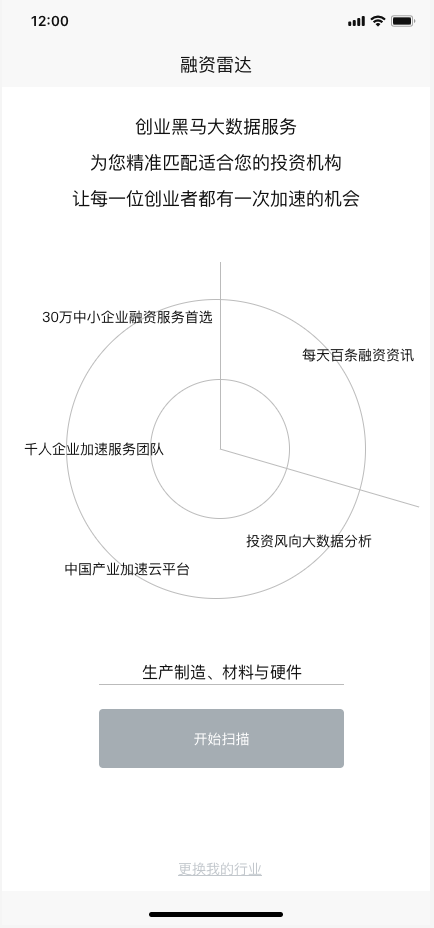 12:00
融资雷达
创业黑马大数据服务
为您精准匹配适合您的投资机构
让每一位创业者都有一次加速的机会
30万中小企业融资服务首选
每天百条融资资讯
千人企业加速服务团队
投资风向大数据分析
中国产业加速云平台
生产制造、材料与硬件
开始扫描
更换我的行业